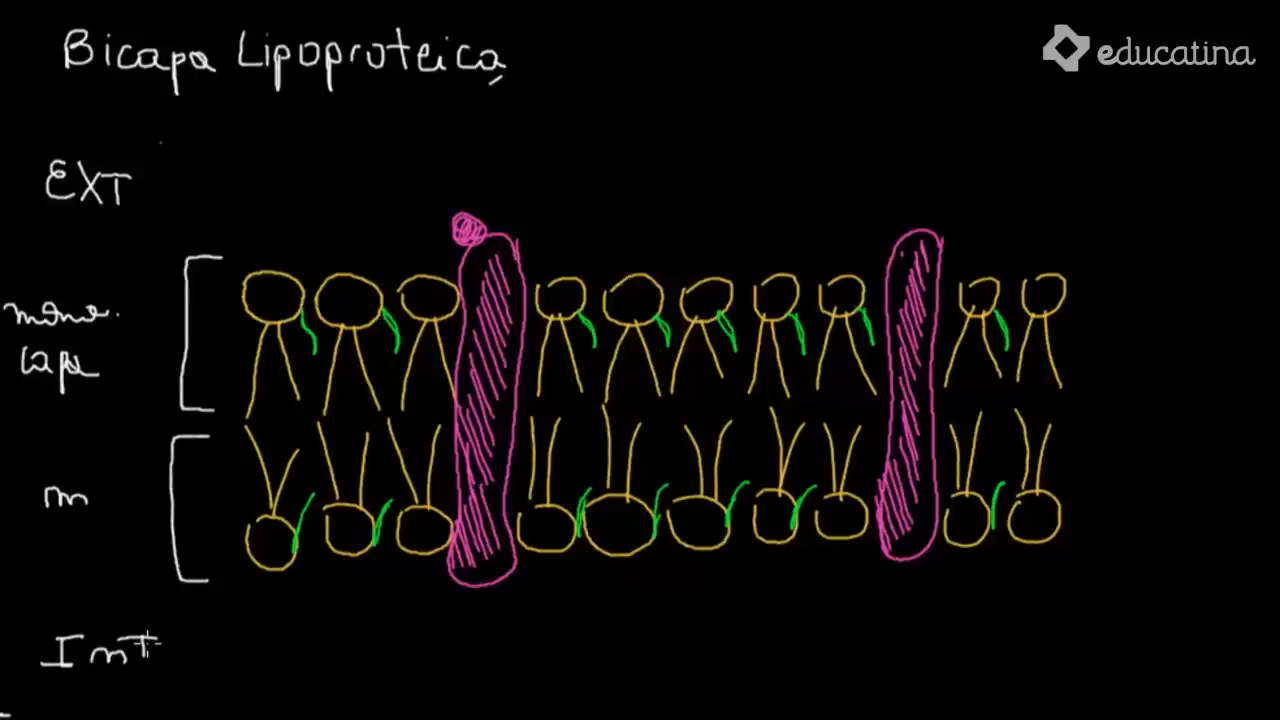 Bicapa Lipoproteica
educatina
EXT
mono.
capa
m
Int